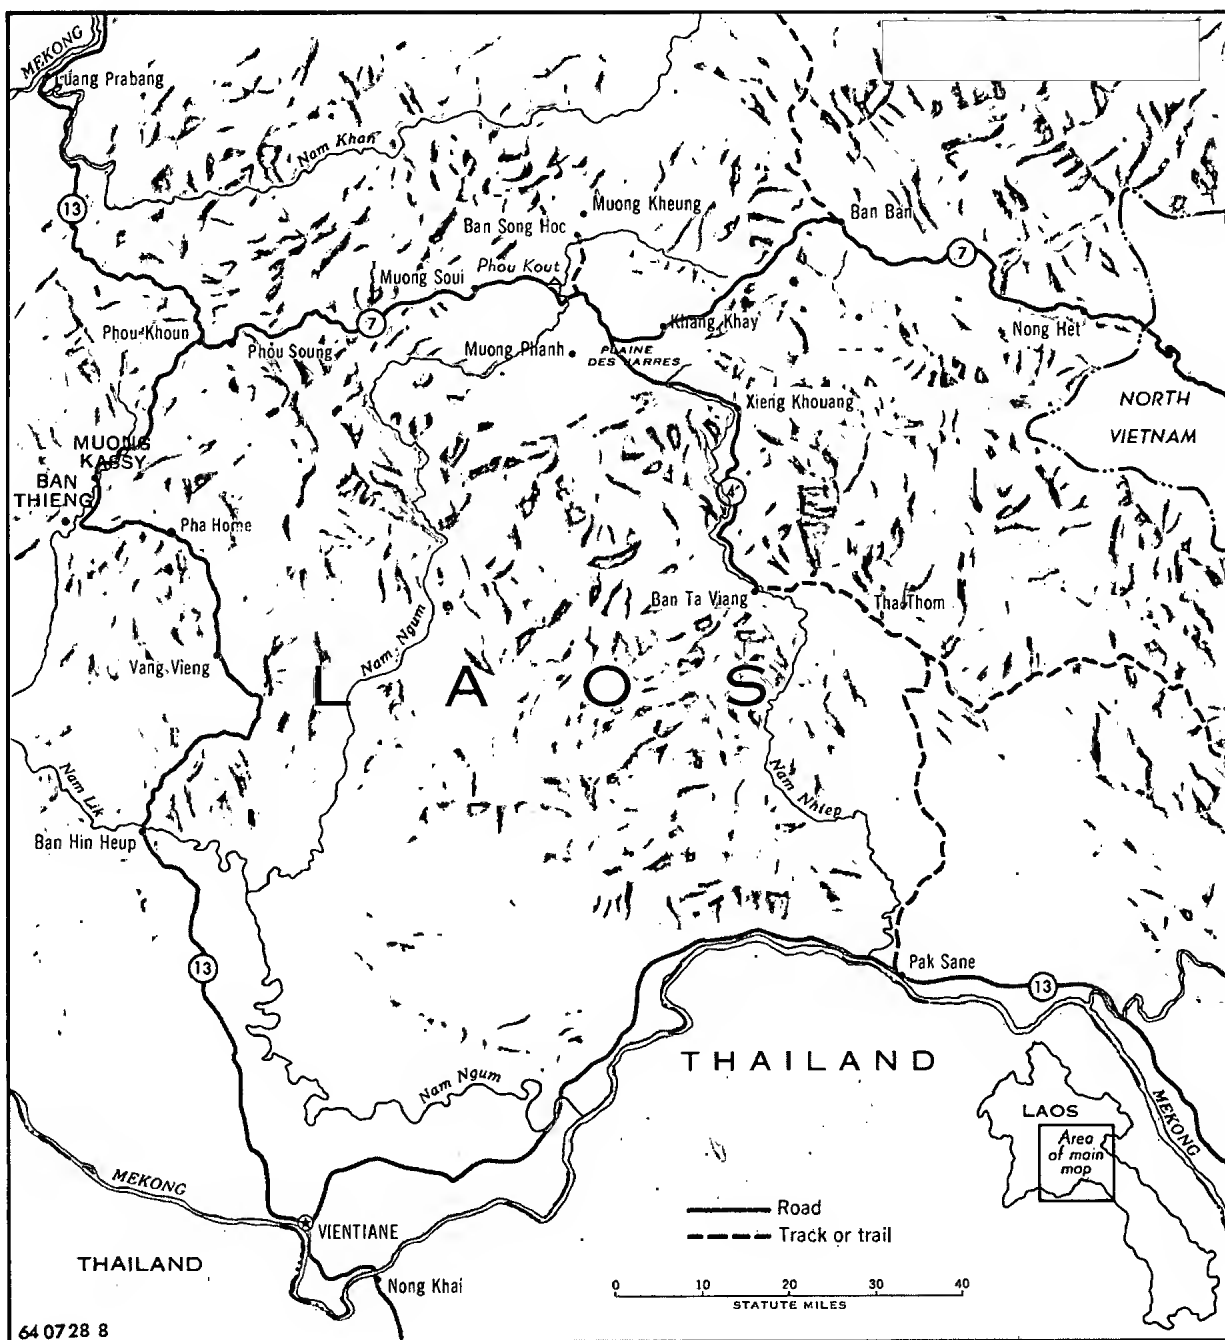 MEKONG
Luang Prabang
Nam Khan
13
Muong Kheung
Ban Ban
Ban Song Hoc
7
Phou Kout
Muong Soui
Phou Khoun
7
Khang Khay
Nong Het
Phou Soung
Muong Phanh
PLAINE
DES JARRES
Xieng Khouang
NORTH
VIETNAM
MUONG
KASSY
BAN
THIENG
4
Pha Home
Ban Ta Viang
Tha Thom
Nam Ngum
Vang Vieng
LAOS
Nam Lik
Nam Nhiep
Ban Hin Heup
13
Pak Sane
13
THAILAND
Nam Ngum
LAOS
Area
of main
map
MEKONG
MEKONG
Road
Track or trail
VIENTIANE
THAILAND
Nong Khai
0 10 20 30 40
STATUTE MILES
640728 8